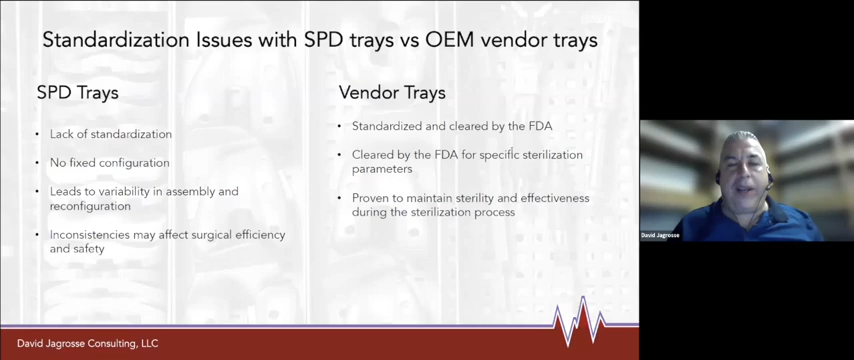 Standardization Issues with SPD trays vs OEM vendor trays
SPD Trays
• Lack of standardization
• No fixed configuration
• Leads to variability in assembly and
reconfiguration
• Inconsistencies may affect surgical efficiency
and safety
Vendor Trays
• Standardized and cleared by the FDA
• Cleared by the FDA for specific sterilization
parameters
• Proven to maintain sterility and effectiveness
during the sterilization process
David Jagrosse
David Jagrosse Consulting, LLC